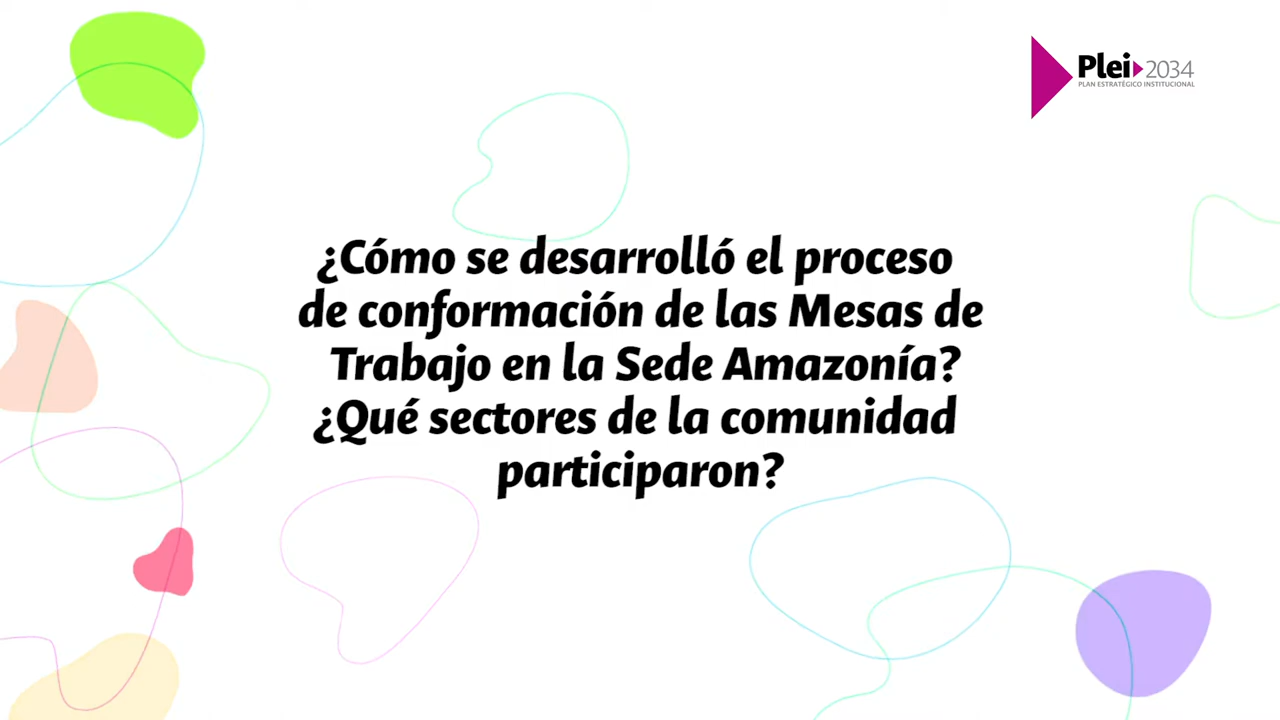 Plei 2034
PLAN ESTRATÉGICO INSTITUCIONAL
¿Cómo se desarrolló el proceso
de conformación de las Mesas de
Trabajo en la Sede Amazonía?
¿Qué sectores de la comunidad
participaron?